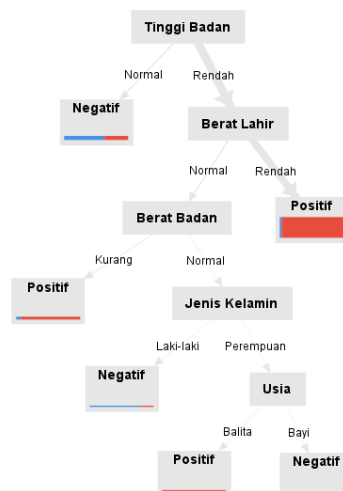 Tinggi Badan
Normal
Rendah
Negatif
Berat Lahir
Normal
Rendah
Berat Badan
Positif
Kurang
Normal
Positif
Jenis Kelamin
Laki-laki
Perempuan
Negatif
Usia
Balita
Bayi
Positif
Negatif